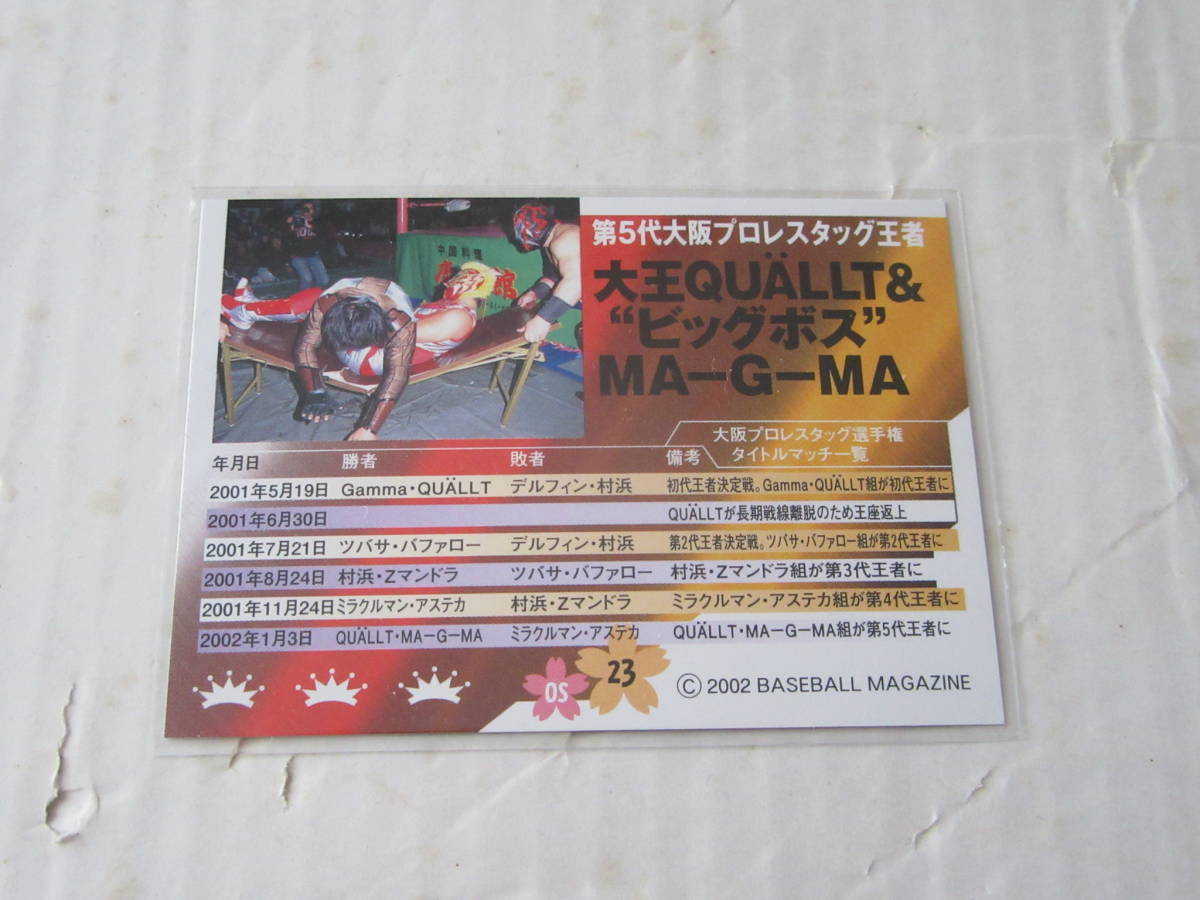 中国料理
第5代大阪プロレスタッグ王者
大王QUÄLLT&
“ビッグボス”
MA－G－MA
大阪プロレスタッグ選手権
タイトルマッチ一覧
年月日 勝者 敗者 備考
2001年5月19日 Gamma・QUÄLLT デルフィン・村浜 初代王者決定戦。Gamma・QUÄLLT組が初代王者に
2001年6月30日 QUÄLLTが長期戦線離脱のため王座返上
2001年7月21日 ツバサ・バファロー デルフィン・村浜 第2代王者決定戦。ツバサ・バファロー組が第2代王者に
2001年8月24日 村浜・Zマンドラ ツバサ・バファロー 村浜・Zマンドラ組が第3代王者に
2001年11月24日 ミラクルマン・アステカ 村浜・Zマンドラ ミラクルマン・アステカ組が第4代王者に
2002年1月3日 QUÄLLT・MA－G－MA ミラクルマン・アステカ QUÄLLT・MA－G－MA組が第5代王者に
OS 23
© 2002 BASEBALL MAGAZINE